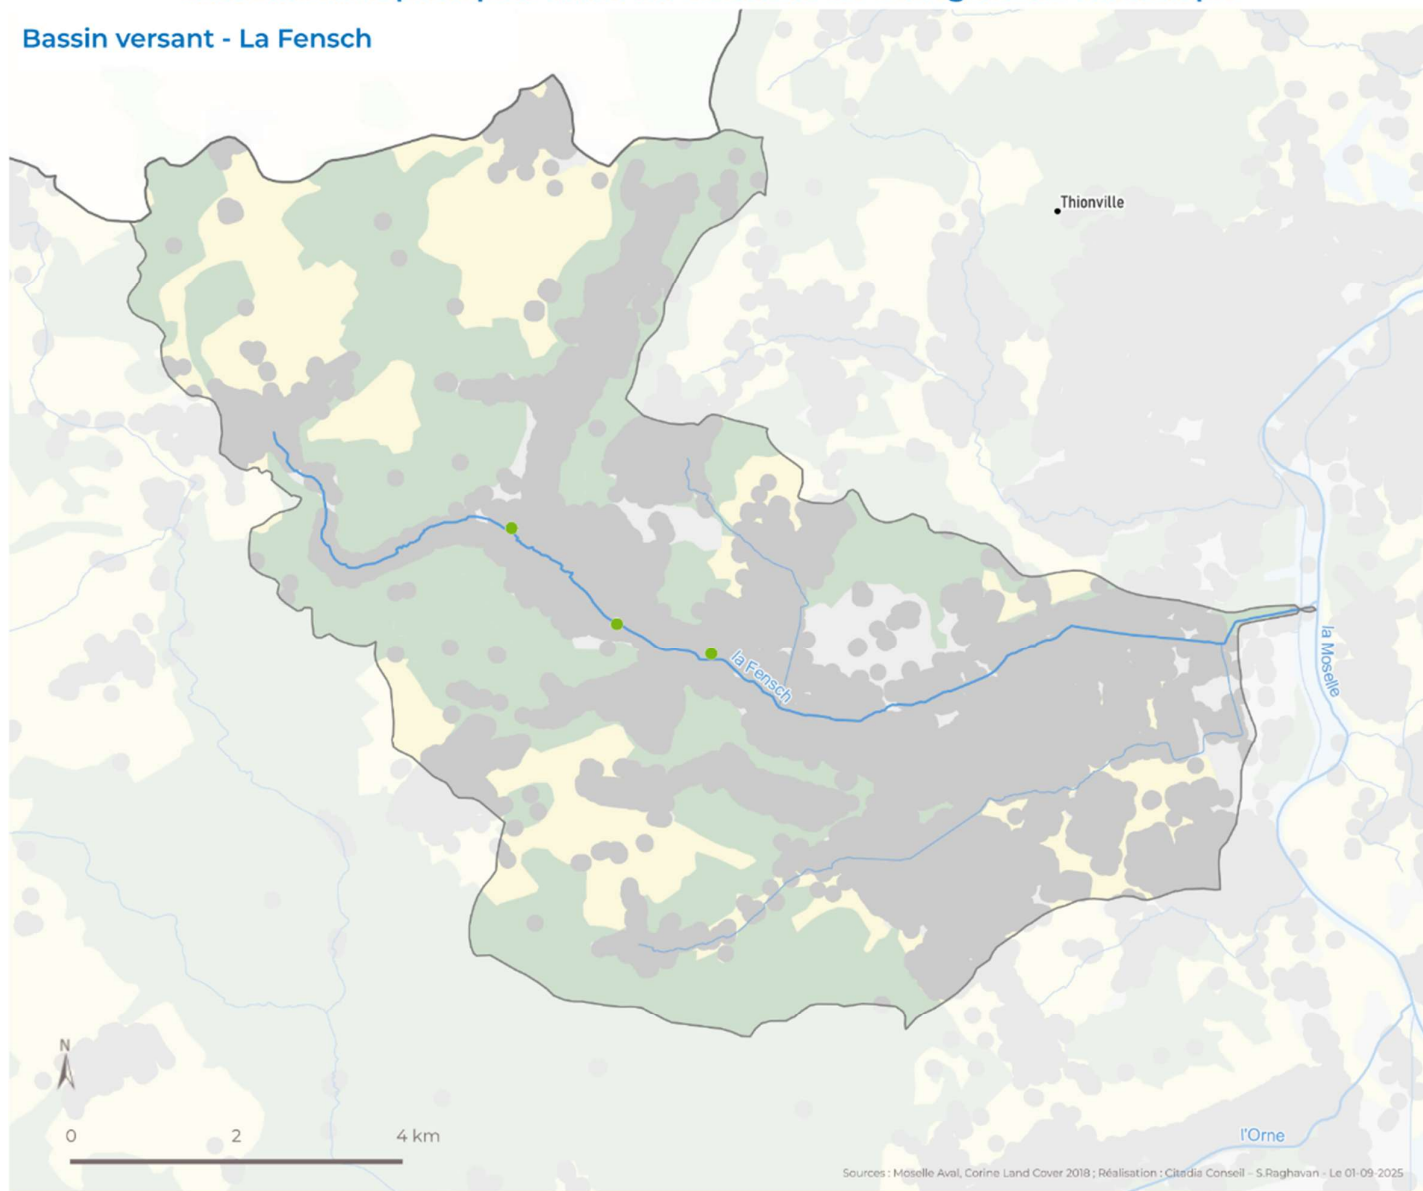 Bassin versant - La Fensch
Thionville
la Fensch
la Moselle
N
0 2 4 km
l'Orne
Sources : Moselle Aval, Corine Land Cover 2018 ; Réalisation : Citadia Conseil - S.Raghavan - Le 01-09-2025